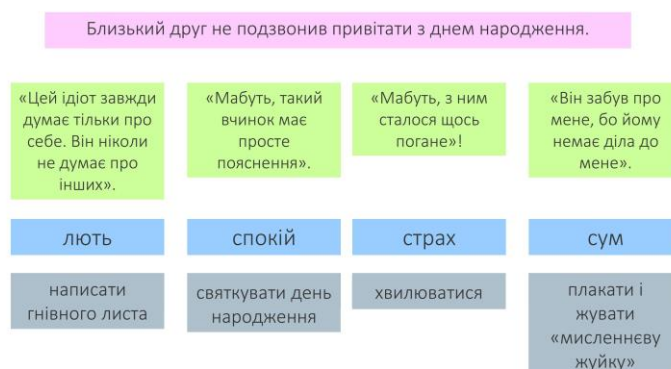 Близький друг не подзвонив привітати з днем народження.
«Цей ідіот завжди
думає тільки про
себе. Він ніколи
не думає про
інших».
«Мабуть, такий
вчинок має
просте
пояснення».
«Мабуть, з ним
сталося щось
погане»!
«Він забув про
мене, бо йому
немає діла до
мене».
лють
спокій
страх
сум
написати
гнівного листа
святкувати день
народження
хвилюватися
плакати і
жувати
«мисленнєву
жуйку»